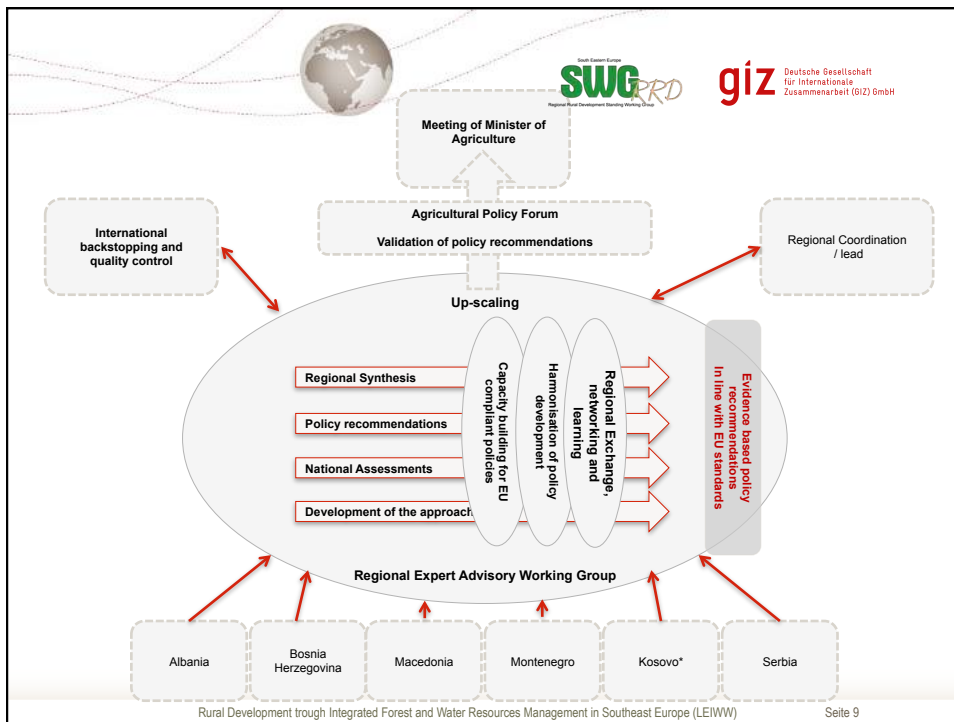 South Eastern Europe
SWG
RRD
Regional Rural Development Standing Working Group
giz
Deutsche Gesellschaft
für Internationale
Zusammenarbeit (GIZ) GmbH
Meeting of Minister of
Agriculture
Agricultural Policy Forum
Validation of policy recommendations
International
backstopping and
quality control
Regional Coordination
/ lead
Up-scaling
Regional Synthesis
Policy recommendations
National Assessments
Development of the approach
Capacity building for EU
compliant policies
Harmonisation of policy
development
Regional Exchange,
networking and
learning
Evidence based policy
recommendations
In line with EU standards
Regional Expert Advisory Working Group
Albania
Bosnia
Herzegovina
Macedonia
Montenegro
Kosovo*
Serbia
Rural Development trough Integrated Forest and Water Resources Management in Southeast Europe (LEIWW)
Seite 9